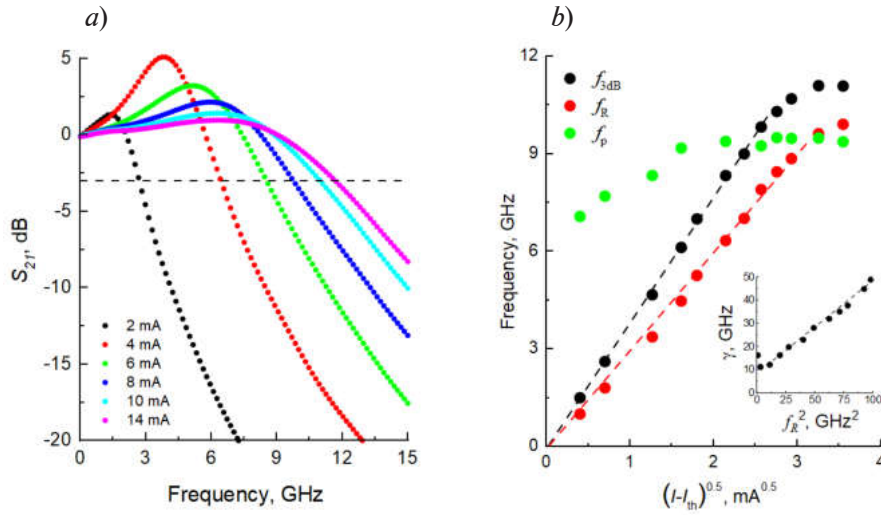 a)
5
0
-5
-10
-15
-20
S21, dB
2 mA
4 mA
6 mA
8 mA
10 mA
14 mA
0 3 6 9 12 15
Frequency, GHz
b)
12
9
6
3
0
Frequency, GHz
f3dB
fR
fp
50
40
30
20
10
0
γ, GHz
0 25 50 75 100
fR2, GHz2
0 1 2 3 4
(I-Ith)0.5, mA0.5